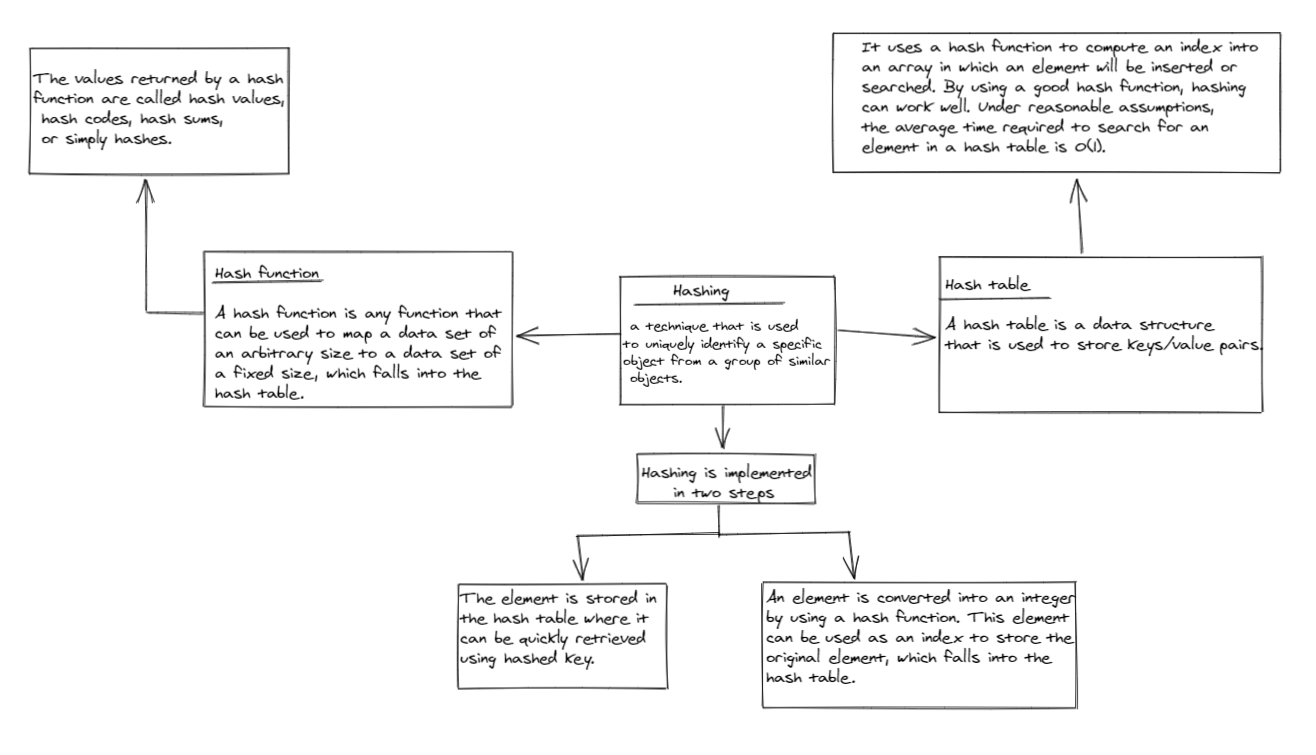 The values returned by a hash
function are called hash values,
hash codes, hash sums,
or simply hashes.
It uses a hash function to compute an index into
an array in which an element will be inserted or
searched. By using a good hash function, hashing
can work well. Under reasonable assumptions,
the average time required to search for an
element in a hash table is O(1).
Hash function
A hash function is any function that
can be used to map a data set of
an arbitrary size to a data set of
a fixed size, which falls into the
hash table.
Hashing
a technique that is used
to uniquely identify a specific
object from a group of similar
objects.
Hash table
A hash table is a data structure
that is used to store keys/value pairs.
Hashing is implemented
in two steps
The element is stored in
the hash table where it
can be quickly retrieved
using hashed key.
An element is converted into an integer
by using a hash function. This element
can be used as an index to store the
original element, which falls into the
hash table.